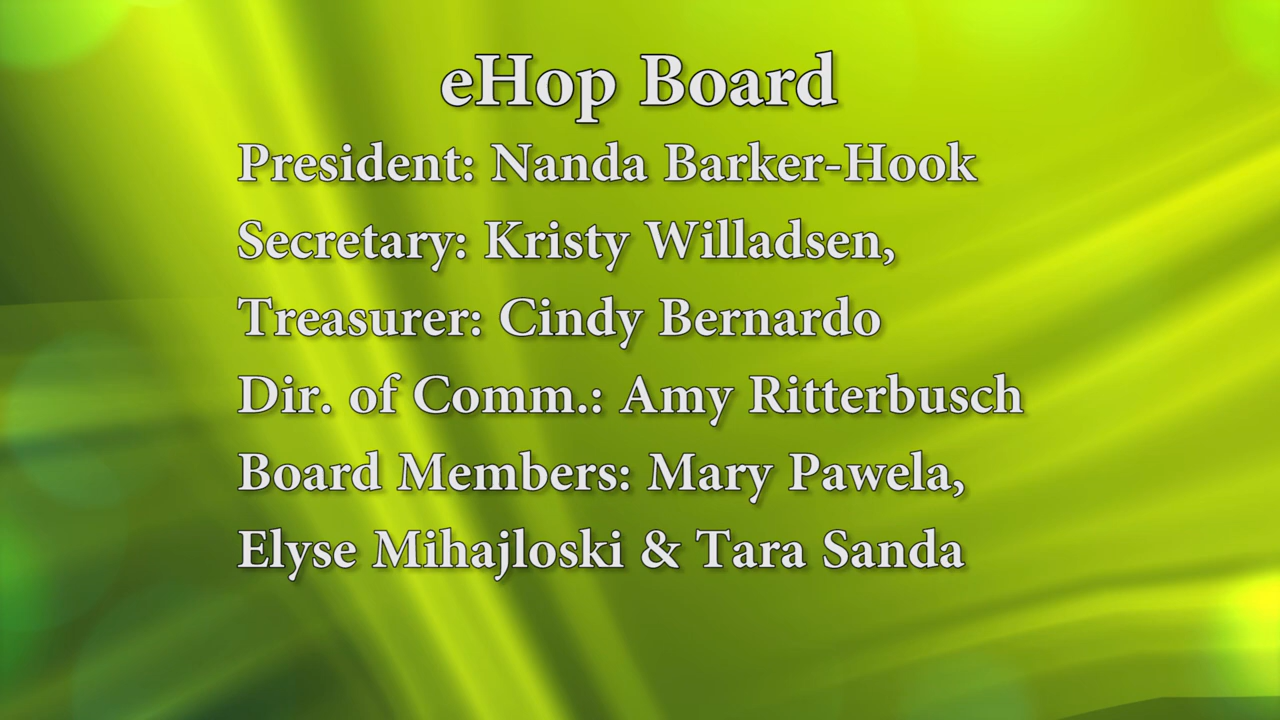 eHop Board
President: Nanda Barker-Hook
Secretary: Kristy Willadsen,
Treasurer: Cindy Bernardo
Dir. of Comm.: Amy Ritterbusch
Board Members: Mary Pawela,
Elyse Mihajloski & Tara Sanda